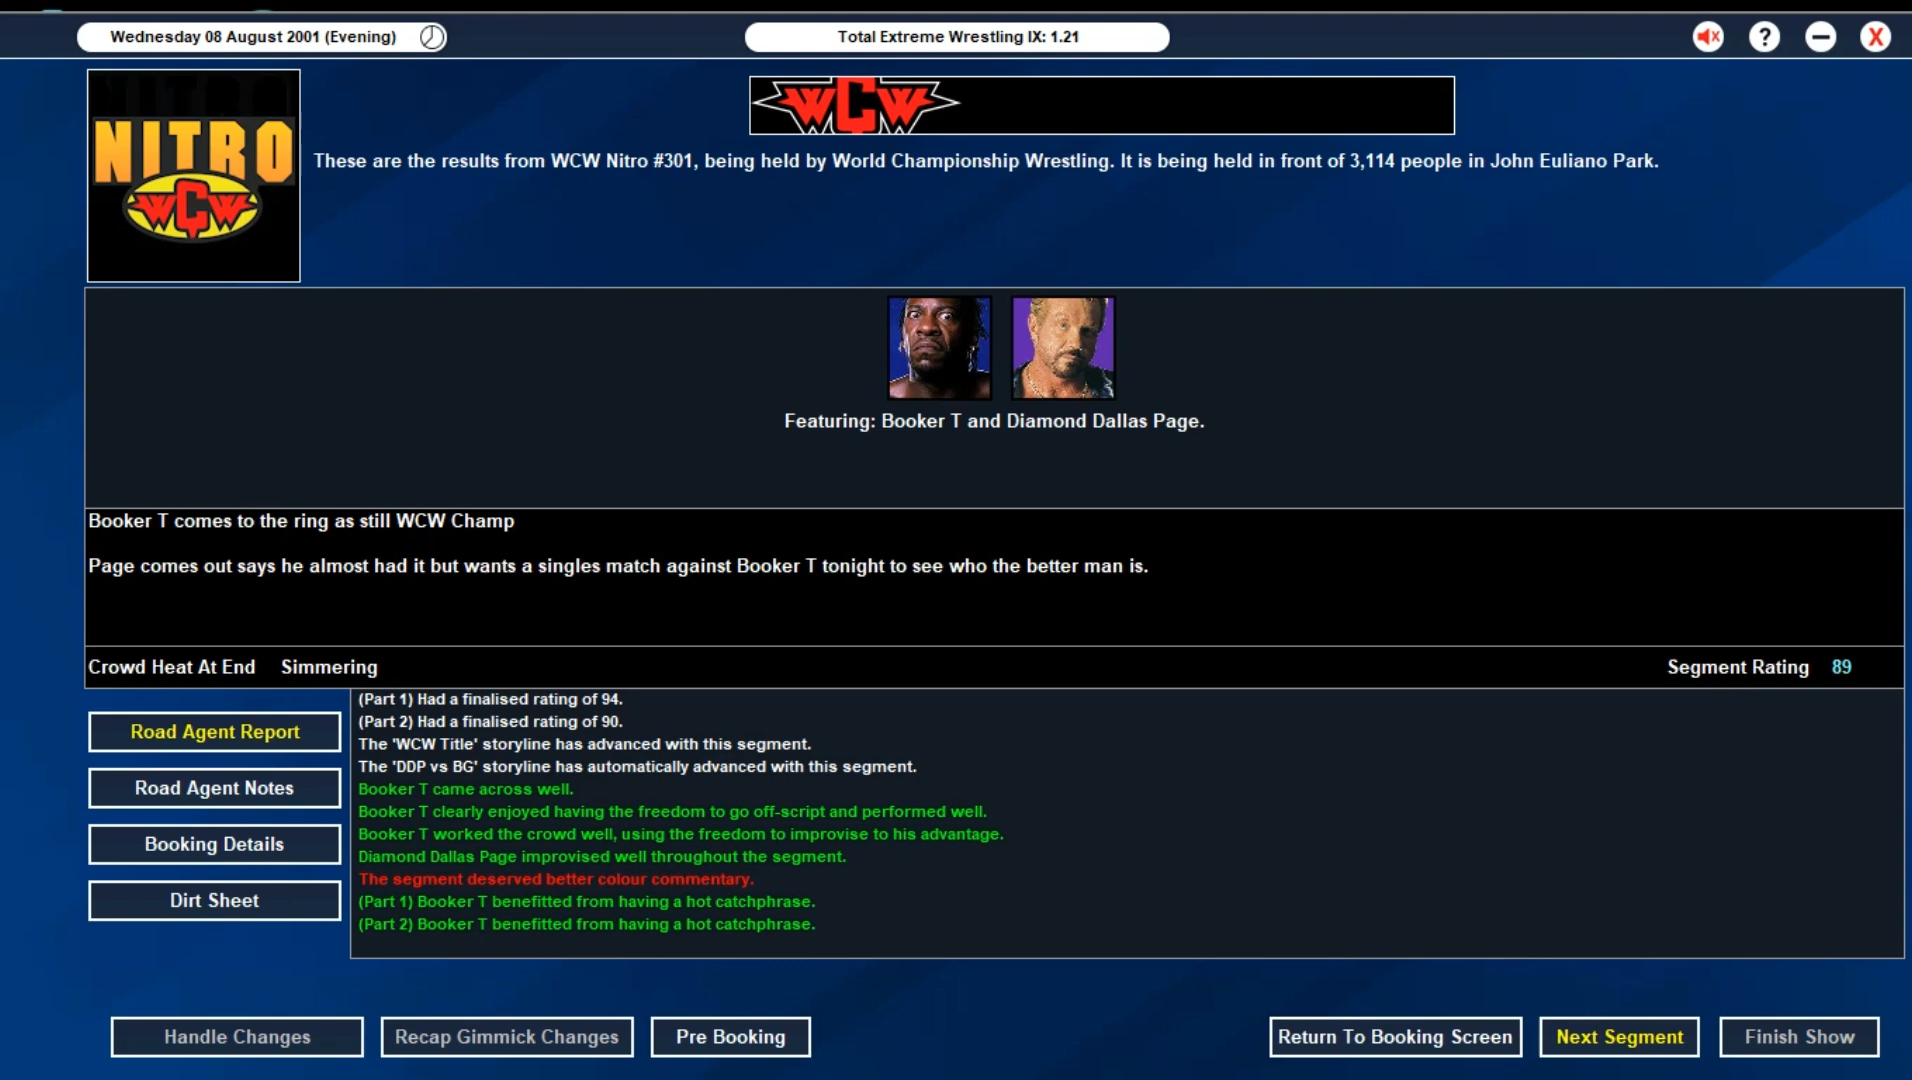 Wednesday 08 August 2001 (Evening)
Total Extreme Wrestling IX: 1.21
?
X
NITRO
WCW
WCW
These are the results from WCW Nitro #301, being held by World Championship Wrestling. It is being held in front of 3,114 people in John Euliano Park.
Featuring: Booker T and Diamond Dallas Page.
Booker T comes to the ring as still WCW Champ
Page comes out says he almost had it but wants a singles match against Booker T tonight to see who the better man is.
Crowd Heat At End Simmering
Segment Rating 89
Road Agent Report
Road Agent Notes
Booking Details
Dirt Sheet
(Part 1) Had a finalised rating of 94.
(Part 2) Had a finalised rating of 90.
The 'WCW Title' storyline has advanced with this segment.
The 'DDP vs BG' storyline has automatically advanced with this segment.
Booker T came across well.
Booker T clearly enjoyed having the freedom to go off-script and performed well.
Booker T worked the crowd well, using the freedom to improvise to his advantage.
Diamond Dallas Page improvised well throughout the segment.
The segment deserved better colour commentary.
(Part 1) Booker T benefitted from having a hot catchphrase.
(Part 2) Booker T benefitted from having a hot catchphrase.
Handle Changes
Recap Gimmick Changes
Pre Booking
Return To Booking Screen
Next Segment
Finish Show